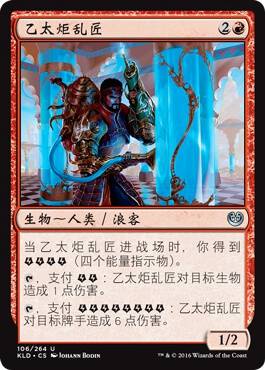 乙太炬乱匠 2
生物～人类／浪客
当乙太炬乱匠进战场时，你得到
（四个能量指示物）。
，支付 ：乙太炬乱匠对目标生物
造成 1 点伤害。
，支付 ：乙太炬乱匠对
目标牌手造成 6 点伤害。
1/2
106/264 U
KLD • CS JOHANN BODIN
™ & © 2016 Wizards of the Coast